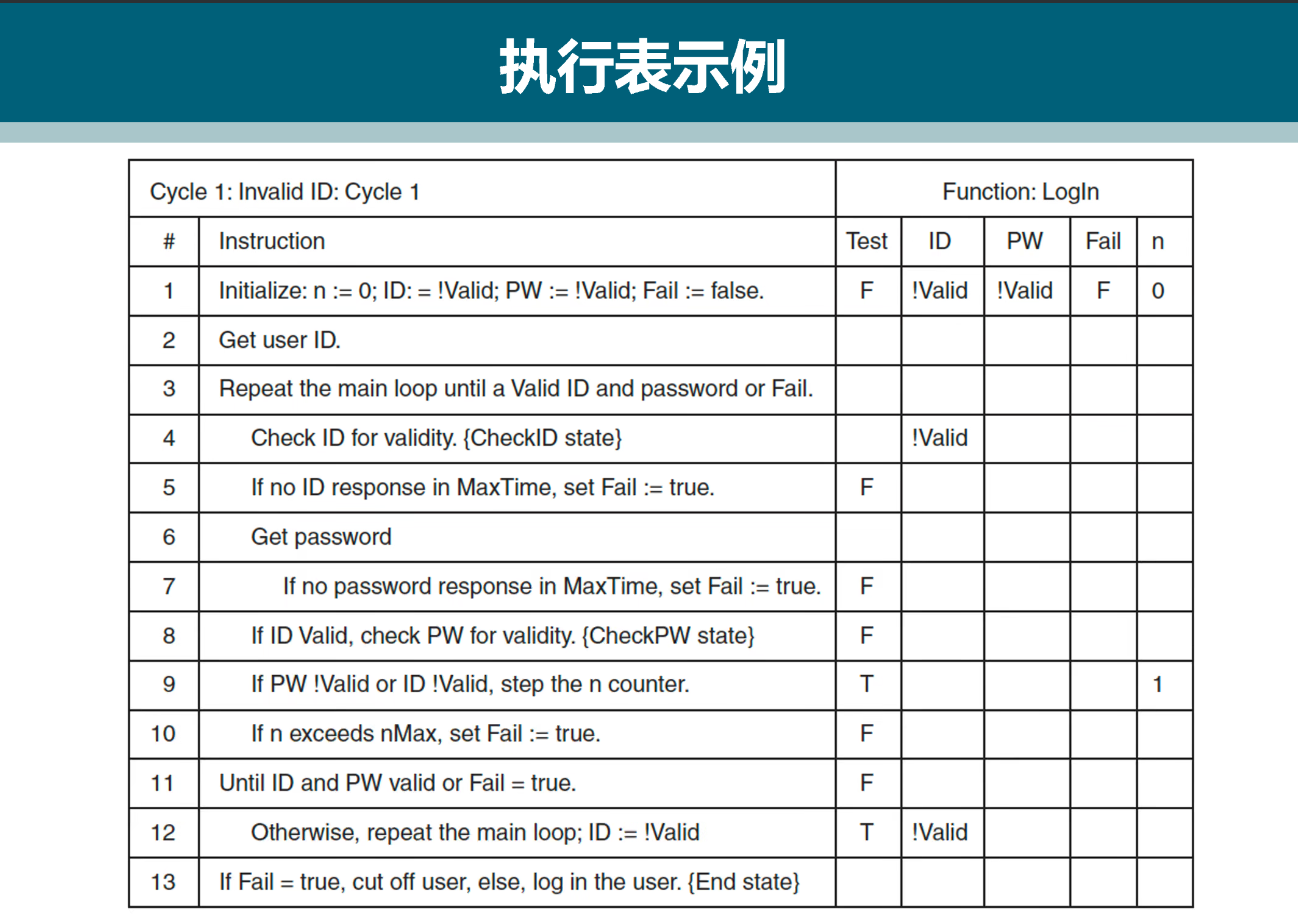 执行表示例
Cycle 1: Invalid ID: Cycle 1 Function: LogIn
# Instruction Test ID PW Fail n
1 Initialize: n := 0; ID: = !Valid; PW := !Valid; Fail := false. F !Valid !Valid F 0
2 Get user ID.
3 Repeat the main loop until a Valid ID and password or Fail.
4 Check ID for validity. {CheckID state} !Valid
5 If no ID response in MaxTime, set Fail := true. F
6 Get password
7 If no password response in MaxTime, set Fail := true. F
8 If ID Valid, check PW for validity. {CheckPW state} F
9 If PW !Valid or ID !Valid, step the n counter. T 1
10 If n exceeds nMax, set Fail := true. F
11 Until ID and PW valid or Fail = true. F
12 Otherwise, repeat the main loop; ID := !Valid T !Valid
13 If Fail = true, cut off user, else, log in the user. {End state}